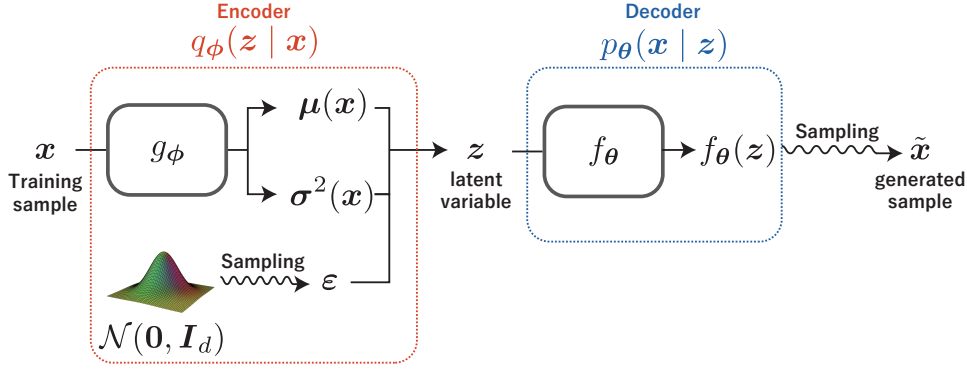 Encoder
q_ϕ(z | x)
Decoder
p_θ(x | z)
x
Training
sample
g_ϕ
μ(x)
σ²(x)
Sampling
ε
N(0, I_d)
z
latent
variable
f_θ
f_θ(z)
Sampling
x̃
generated
sample